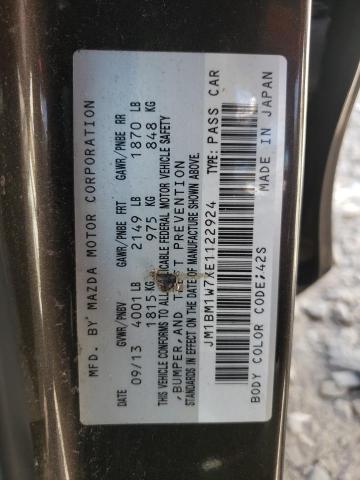 MFD. BY MAZDA MOTOR CORPORATION
DATE GVWR/PNBV GAWR/PNBE FRT GAWR/PNBE RR
09/13 4001 LB 2149 LB 1870 LB
1815 KG 975 KG 848 KG
THIS VEHICLE CONFORMS TO ALL APPLICABLE FEDERAL MOTOR VEHICLE SAFETY
, BUMPER, AND THEFT PREVENTION
STANDARDS IN EFFECT ON THE DATE OF MANUFACTURE SHOWN ABOVE.
JM1BM1W7XE1122924 TYPE: PASS CAR
BODY COLOR CODE; 42S MADE IN JAPAN